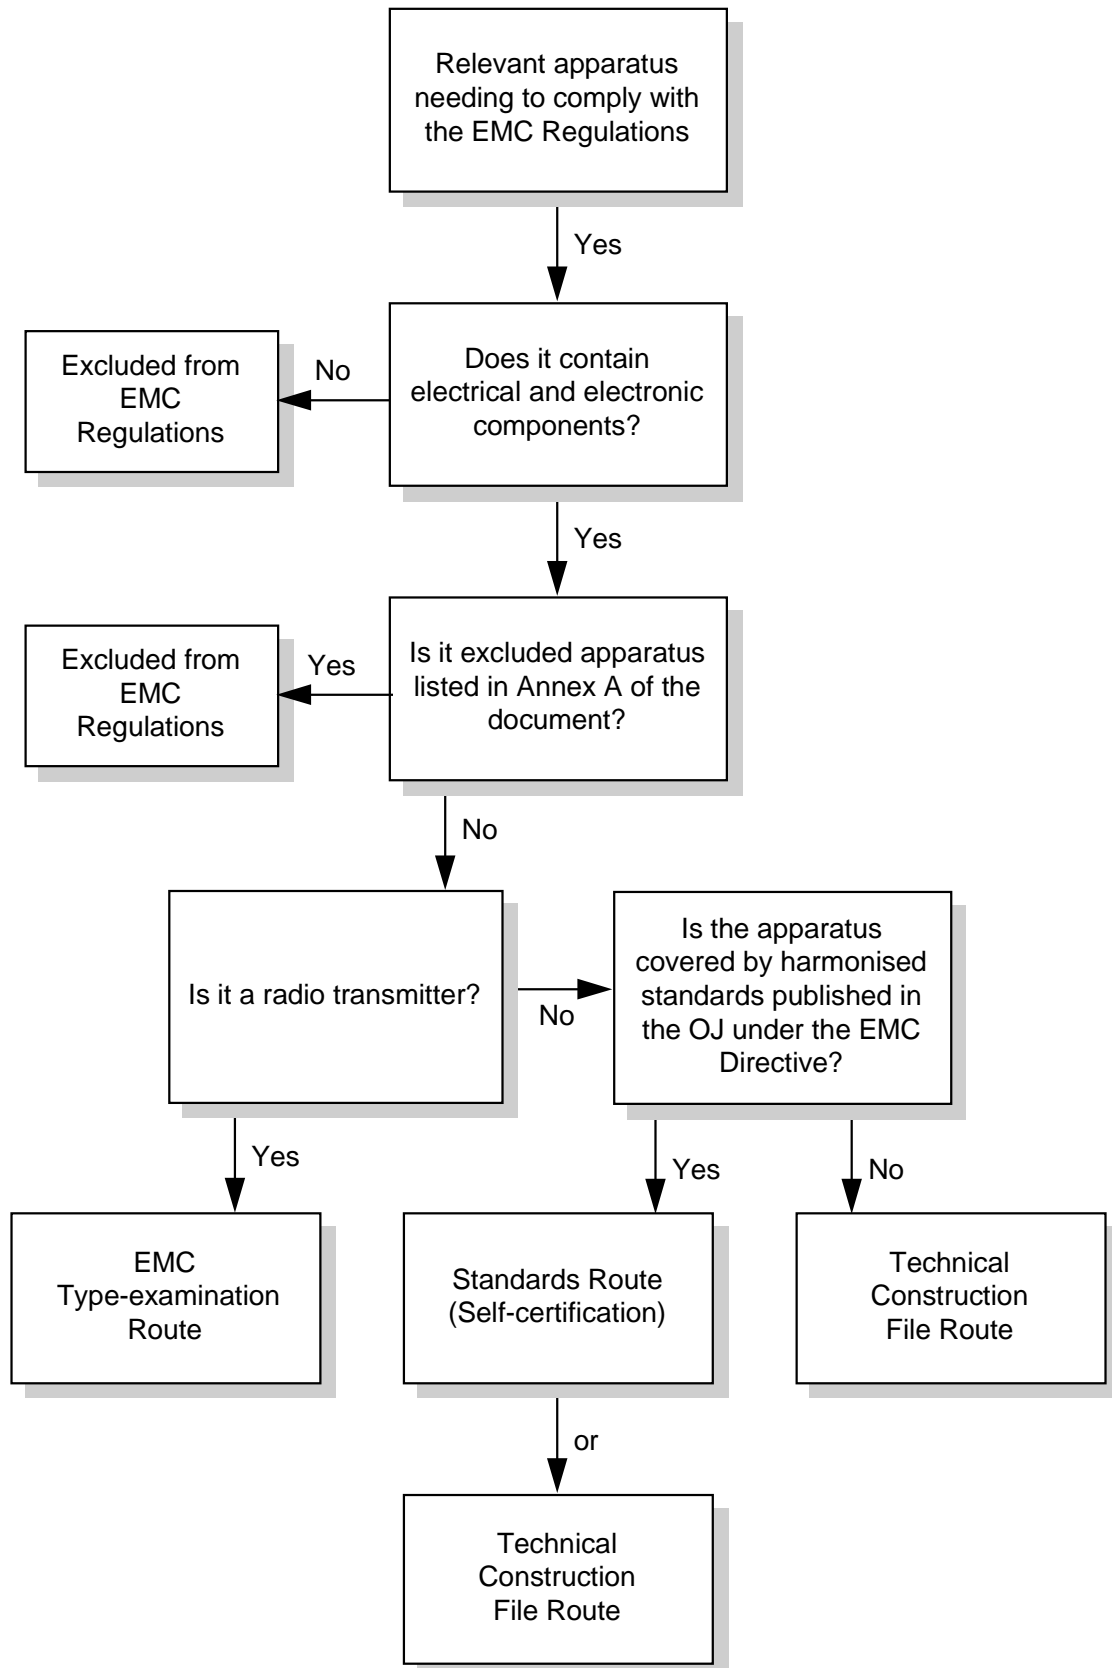 Relevant apparatus
needing to comply with
the EMC Regulations
Yes
Does it contain
electrical and electronic
components?
No
Excluded from
EMC
Regulations
Yes
Is it excluded apparatus
listed in Annex A of the
document?
Yes
Excluded from
EMC
Regulations
No
Is it a radio transmitter?
No
Is the apparatus
covered by harmonised
standards published in
the OJ under the EMC
Directive?
Yes
Yes
No
EMC
Type-examination
Route
Standards Route
(Self-certification)
Technical
Construction
File Route
or
Technical
Construction
File Route